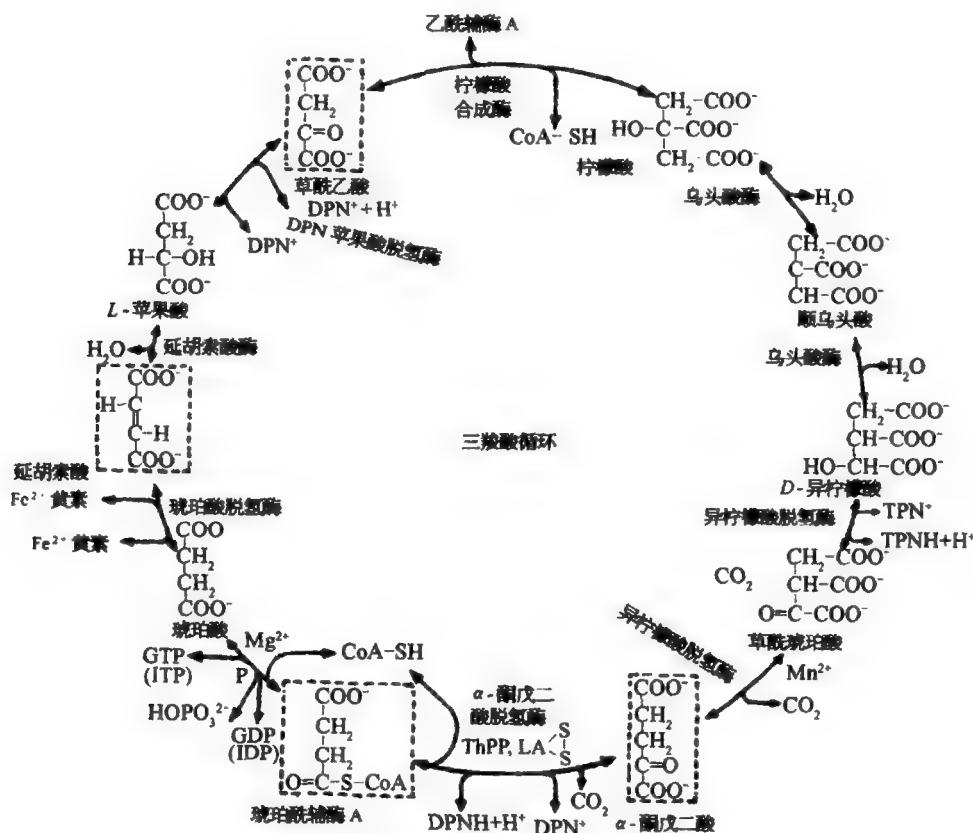 乙酰辅酶 A
COO⁻
CH₂
C=O
COO⁻
草酰乙酸
柠檬酸
合成酶
CoA-SH
CH₂-COO⁻
HO-C-COO⁻
CH₂-COO⁻
柠檬酸
乌头酸酶
H₂O
CH₂-COO⁻
C-COO⁻
CH-COO⁻
顺乌头酸
乌头酸酶
H₂O
CH₂-COO⁻
CH-COO⁻
HO-CH-COO⁻
D-异柠檬酸
异柠檬酸脱氢酶
TPN⁺
TPNH+H⁺
CH₂-COO⁻
CH-COO⁻
O=C-COO⁻
草酰琥珀酸
CO₂
异柠檬酸脱氢酶
Mn²⁺
CO₂
COO⁻
CH₂
CH₂
C=O
COO⁻
α-酮戊二酸
CO₂
DPN⁺
DPNH+H⁺
α-酮戊二
酸脱氢酶
ThPP, LA
S
S
CoA-SH
COO⁻
CH₂
CH₂
O=C-S-CoA
琥珀酰辅酶 A
Mg²⁺
P
GTP
(ITP)
HOPO₃²⁻
GDP
(IDP)
COO
CH₂
CH₂
COO⁻
琥珀酸
琥珀酸脱氢酶
Fe²⁺ 黄素
Fe²⁺ 黄素
COO⁻
H-C
C-H
COO⁻
延胡索酸
H₂O
延胡索酸酶
COO⁻
CH₂
H-C-OH
COO⁻
L-苹果酸
DPN⁺
DPN 苹果酸脱氢酶
DPN⁺+H⁺
三羧酸循环